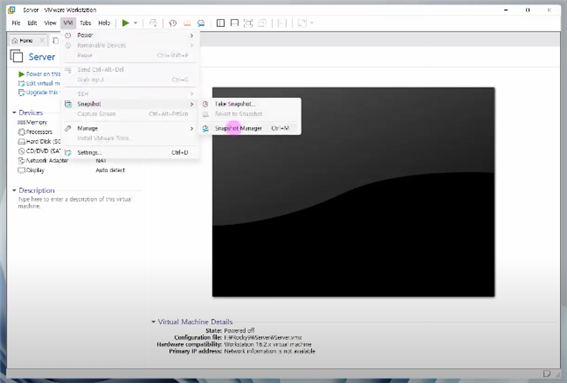 Server - VMware Workstation
File Edit View VM Tabs Help
Home
Server
Power on this
Edit virtual m
Upgrade this
Devices
Memory
Processors
Hard Disk (SC
CD/DVD (SAT
Network Adapter NAT
Display Auto detect
Description
Type here to enter a description of this virtual
machine.
Power
Removable Devices
Pause Ctrl+Shift+P
Send Ctrl+Alt+Del
Grab Input Ctrl+G
SSH
Snapshot
Capture Screen Ctrl+Alt+PrtScn
Manage
Install VMware Tools...
Settings... Ctrl+D
Take Snapshot...
Revert to Snapshot
Snapshot Manager Ctrl+M
Virtual Machine Details
State: Powered off
Configuration file:
Hardware compatibility: Workstation 16.2.x virtual machine
Primary IP address: Network information is not available